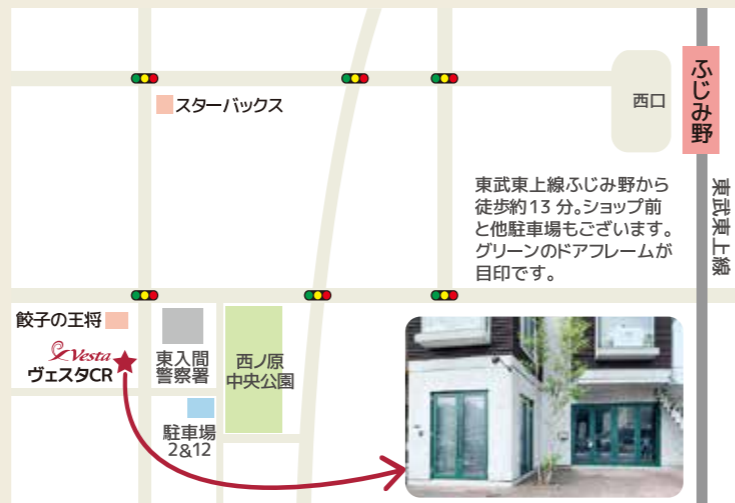 ふじみ野
西口
スターバックス
東武東上線
東武東上線ふじみ野から
徒歩約13分。ショップ前
と他駐車場もございます。
グリーンのドアフレームが
目印です。
餃子の王将
Vesta
ヴェスタCR
東入間
警察署
西ノ原
中央公園
駐車場
2&12